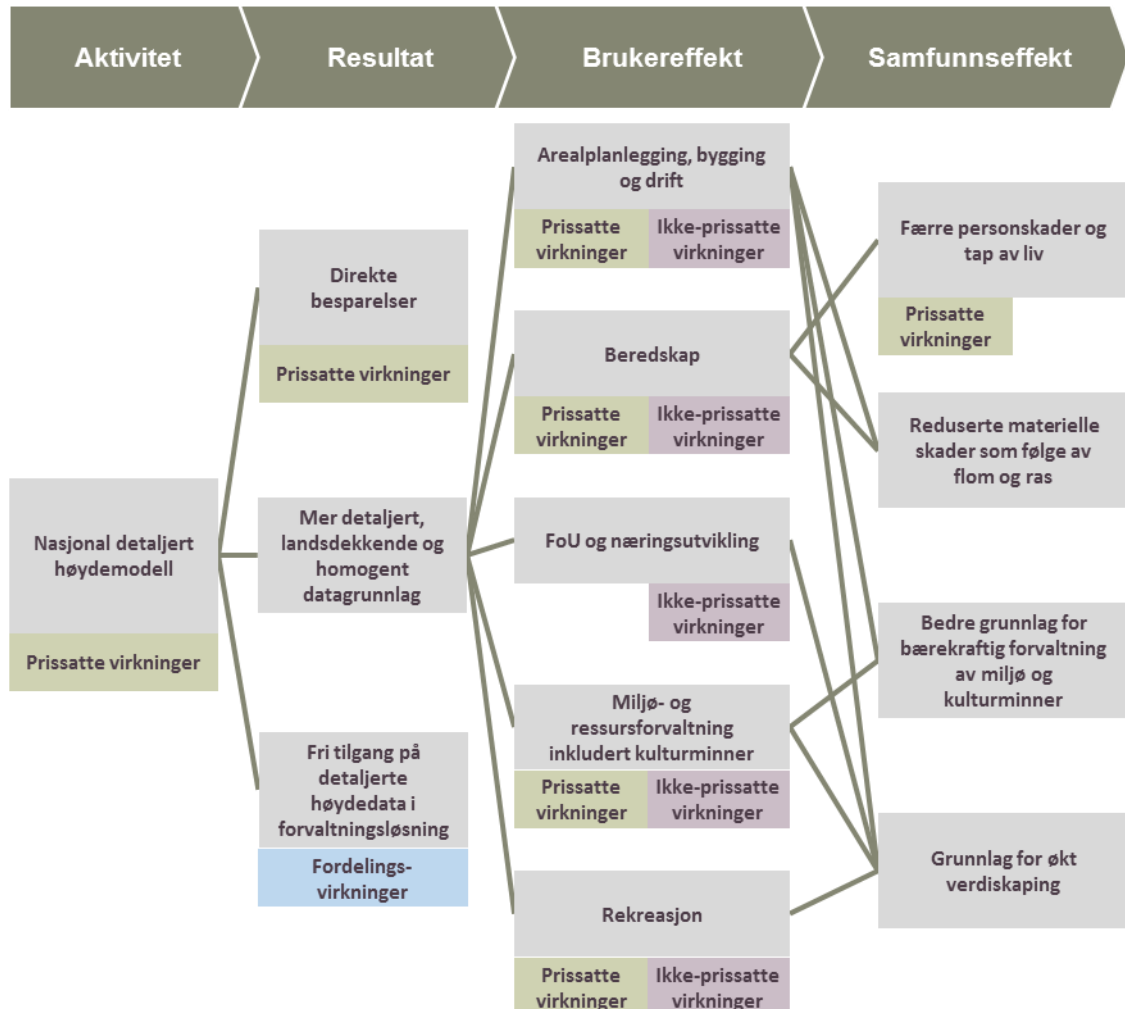 Aktivitet
Resultat
Brukereffekt
Samfunnseffekt
Nasjonal detaljert
høydemodell
Prissatte virkninger
Direkte
besparelser
Prissatte virkninger
Mer detaljert,
landsdekkende og
homogent
datagrunnlag
Fri tilgang på
detaljerte
høydedata i
forvaltningsløsning
Fordelings-
virkninger
Arealplanlegging, bygging
og drift
Prissatte
virkninger
Ikke-prissatte
virkninger
Beredskap
Prissatte
virkninger
Ikke-prissatte
virkninger
FoU og næringsutvikling
Ikke-prissatte
virkninger
Miljø- og
ressursforvaltning
inkludert kulturminner
Prissatte
virkninger
Ikke-prissatte
virkninger
Rekreasjon
Prissatte
virkninger
Ikke-prissatte
virkninger
Færre personskader og
tap av liv
Prissatte
virkninger
Reduserte materielle
skader som følge av
flom og ras
Bedre grunnlag for
bærekraftig forvaltning
av miljø og
kulturminner
Grunnlag for økt
verdiskaping